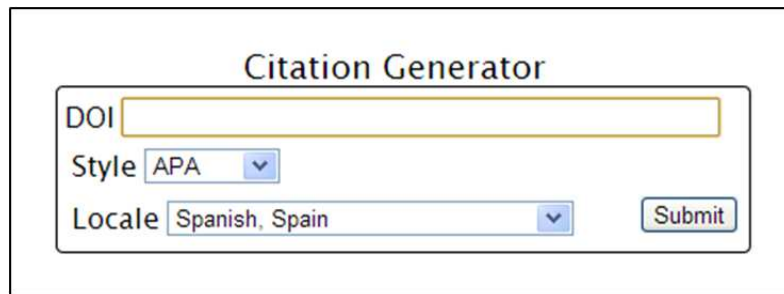 Citation Generator
DOI
Style APA
Locale Spanish, Spain Submit